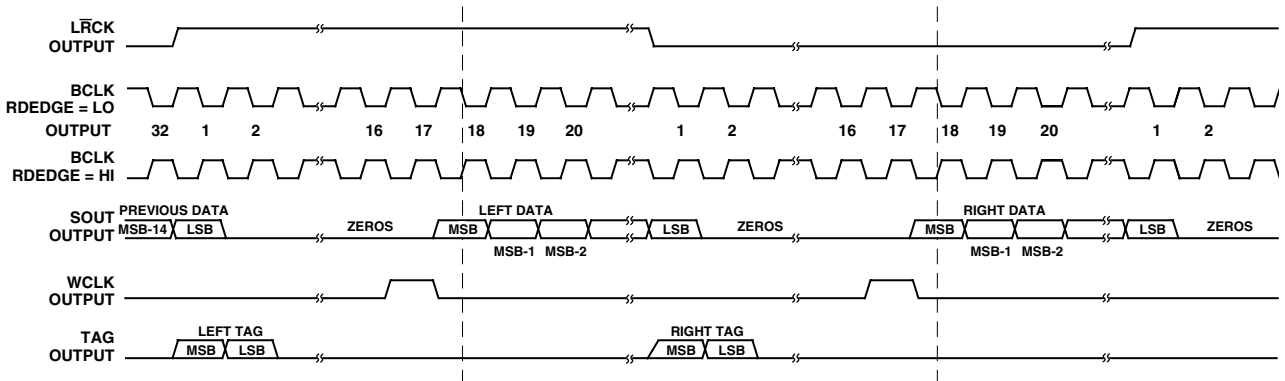 LRCK
OUTPUT
BCLK
RDEDGE = LO
OUTPUT 32 1 2 16 17 18 19 20 1 2 16 17 18 19 20 1 2
BCLK
RDEDGE = HI
SOUT
OUTPUT
PREVIOUS DATA LEFT DATA RIGHT DATA
MSB-14 LSB ZEROS MSB LSB ZEROS MSB LSB ZEROS
MSB-1 MSB-2 MSB-1 MSB-2
WCLK
OUTPUT
TAG
OUTPUT
LEFT TAG RIGHT TAG
MSB LSB MSB LSB